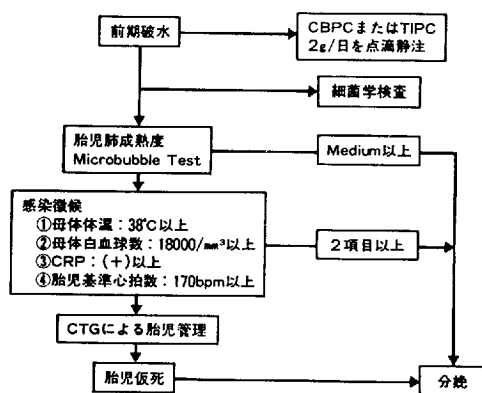 前期破水
CBPCまたはTIPC
2g/日を点滴静注
細菌学検査
胎児肺成熟度
Microbubble Test
Medium以上
感染徴候
①母体体温:38℃以上
②母体白血球数:18000/mm³以上
③CRP:(+)以上
④胎児基準心拍数:170bpm以上
2項目以上
CTGによる胎児管理
胎児仮死
分娩